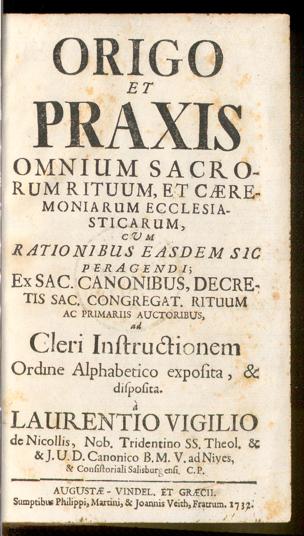 ORIGO
ET
PRAXIS
OMNIUM SACRO-
RUM RITUUM, ET CÆRE-
MONIARUM ECCLESIA-
STICARUM,
CVM
RATIONIBUS EASDEM SIC
PERAGENDI;
Ex SAC. CANONIBUS, DECRE-
TIS SAC. CONGREGAT. RITUUM
AC PRIMARIIS AUCTORIBUS,
ad
Cleri Instructionem
Ordine Alphabetico exposita, &
disposita.
à
LAURENTIO VIGILIO
de Nicollis, Nob. Tridentino SS. Theol. &
& J. U. D. Canonico B. M. V. ad Nives,
& Consistoriali Salisburgensi. C. P.
AUGUSTÆ - VINDEL. ET GRÆCII.
Sumptibus Philippi, Martini, & Joannis Veith, Fratrum. 1732.